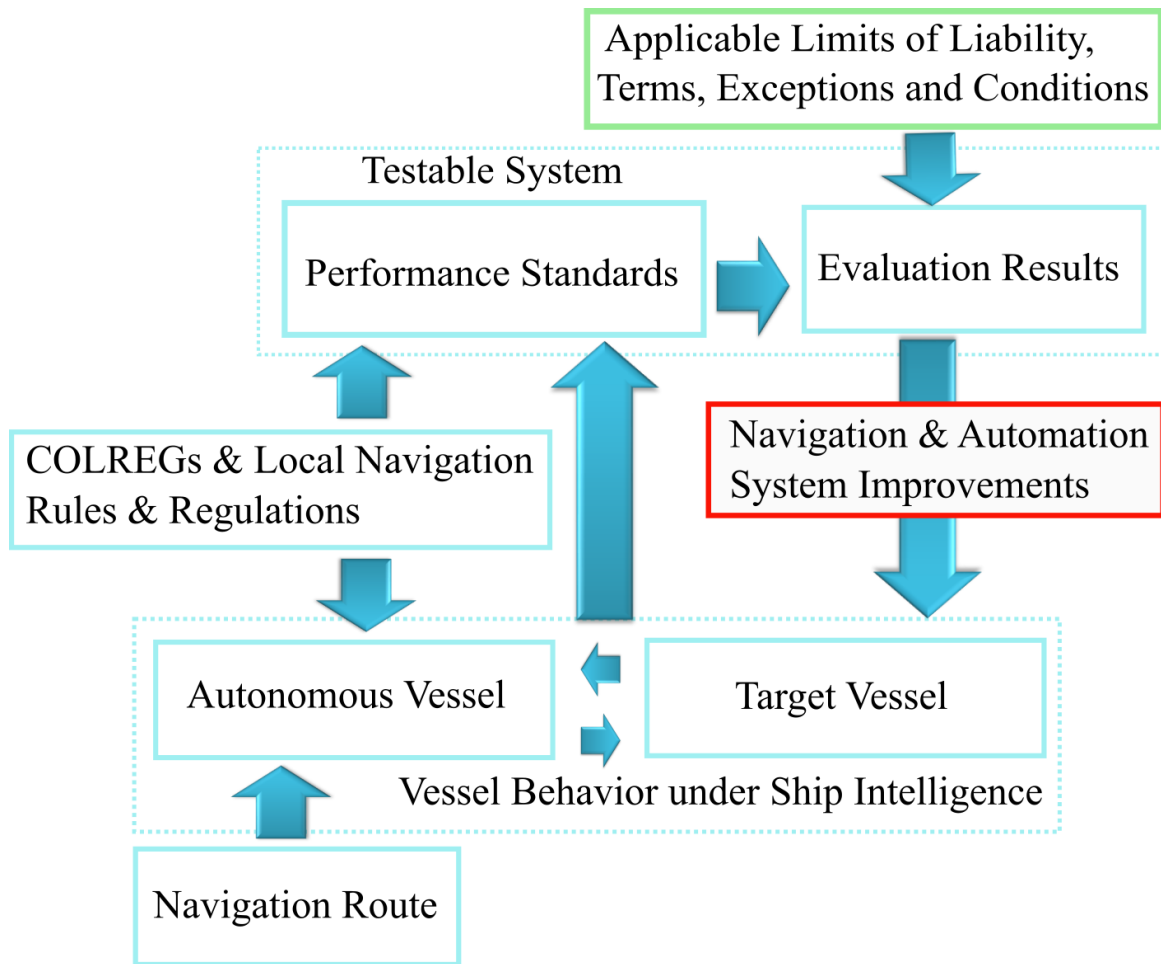 Applicable Limits of Liability,
Terms, Exceptions and Conditions
Testable System
Performance Standards
Evaluation Results
COLREGs & Local Navigation
Rules & Regulations
Navigation & Automation
System Improvements
Autonomous Vessel
Target Vessel
Vessel Behavior under Ship Intelligence
Navigation Route